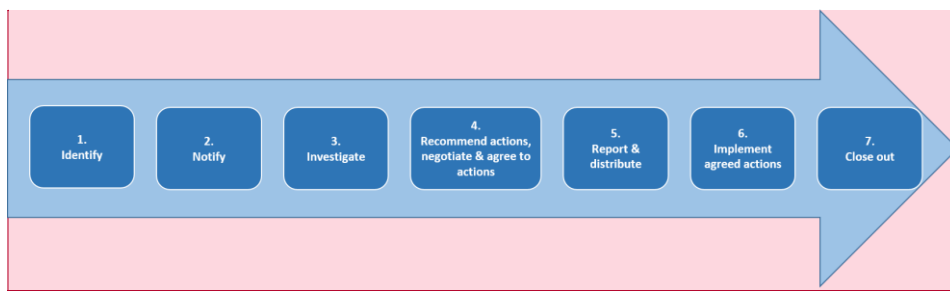 1.
Identify
2.
Notify
3.
Investigate
4.
Recommend actions,
negotiate & agree to
actions
5.
Report &
distribute
6.
Implement
agreed actions
7.
Close out